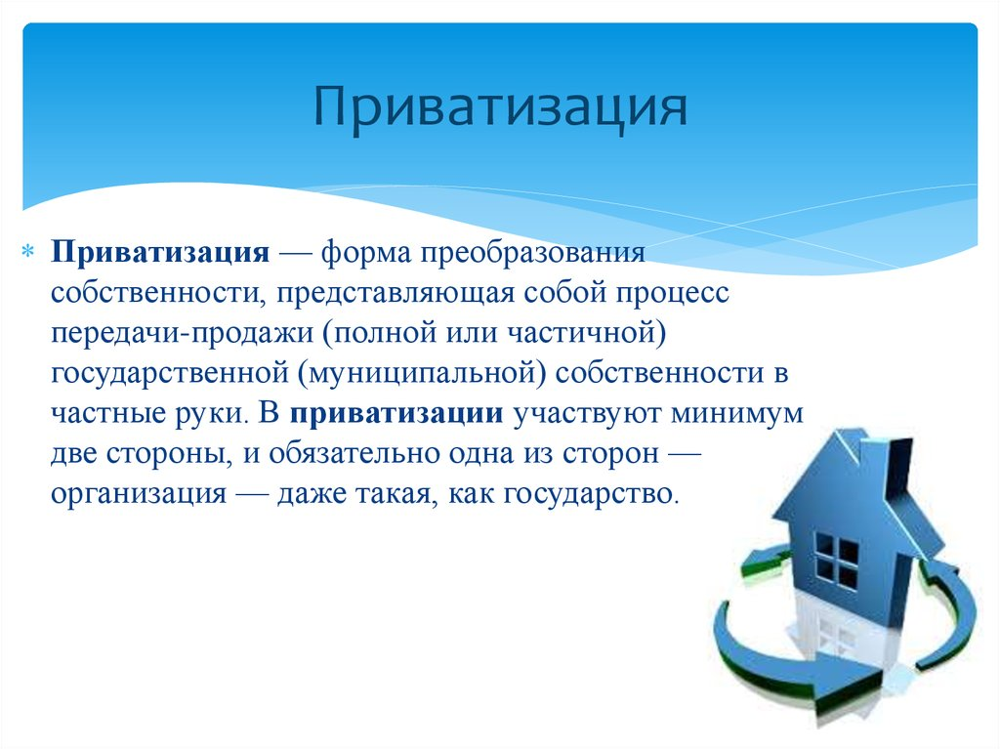 Приватизация
* Приватизация — форма преобразования
собственности, представляющая собой процесс
передачи-продажи (полной или частичной)
государственной (муниципальной) собственности в
частные руки. В приватизации участвуют минимум
две стороны, и обязательно одна из сторон —
организация — даже такая, как государство.